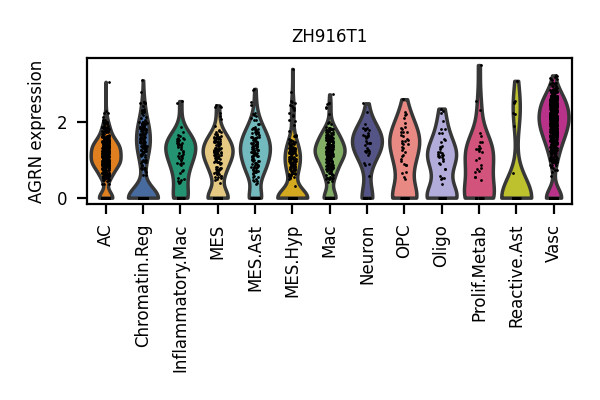 ZH916T1
AGRN expression
2
0
AC
Chromatin.Reg
Inflammatory.Mac
MES
MES.Ast
MES.Hyp
Mac
Neuron
OPC
Oligo
Prolif.Metab
Reactive.Ast
Vasc